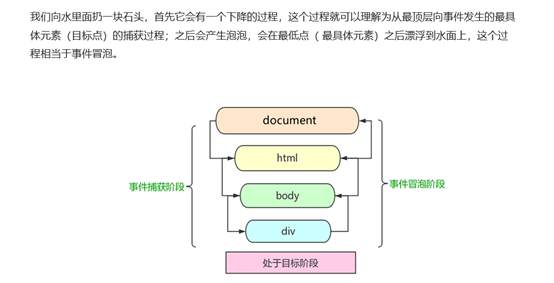 我们向水里面扔一块石头，首先它会有一个下降的过程，这个过程就可以理解为从最顶层向事件发生的最具
体元素（目标点）的捕获过程；之后会产生泡泡，会在最低点（ 最具体元素）之后漂浮到水面上，这个过
程相当于事件冒泡。
document
html
事件捕获阶段
事件冒泡阶段
body
div
处于目标阶段